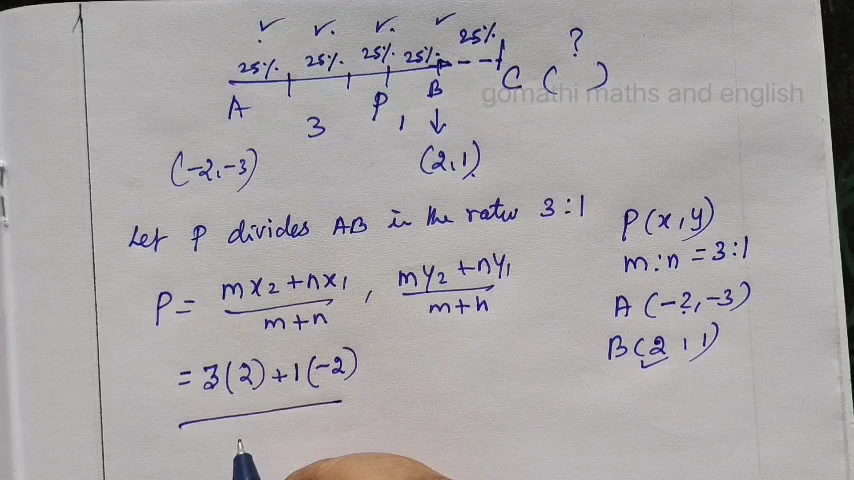 25% 25% 25% 25% 25% ?
A P B C ( )
gomathi maths and english
3 1
(-2,-3) (2,1)
Let P divides AB in the ratio 3:1
P(x,y)
m:n = 3:1
A(-2,-3)
B(2,1)
P = mx₂+nx₁/m+n , my₂+ny₁/m+n
= 3(2)+1(-2)